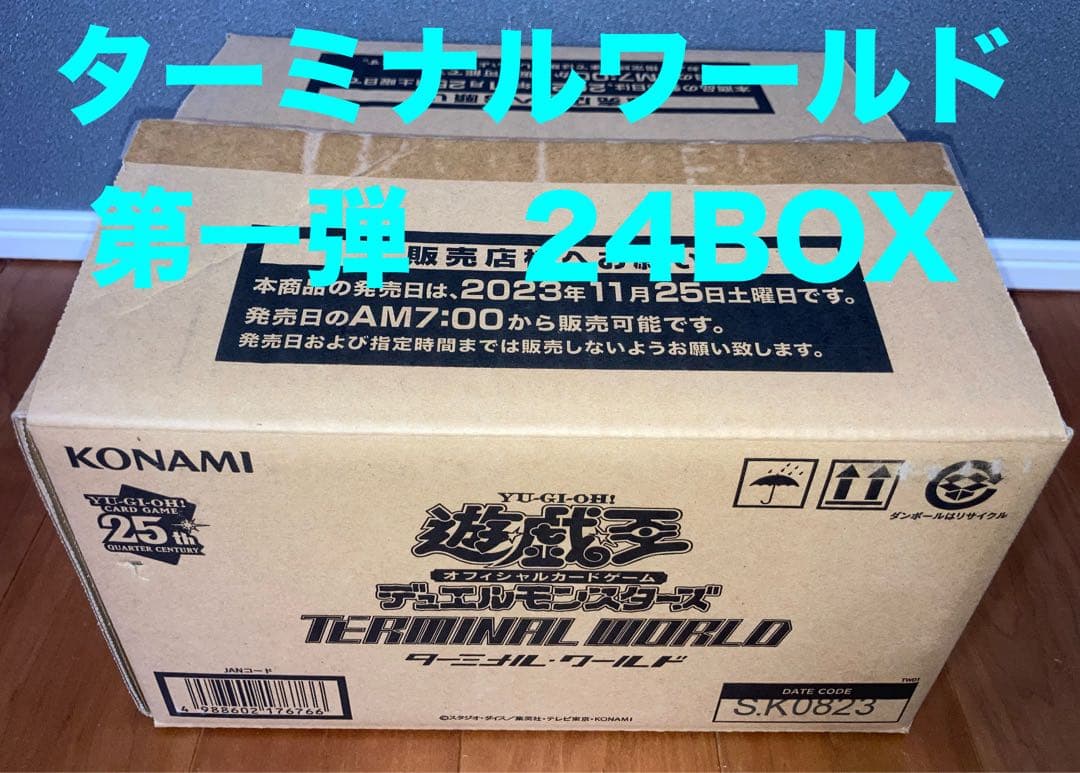 ターミナルワールド
第一弾 24BOX
販売店様へお願い
本商品の発売日は、2023年11月25日土曜日です。
発売日のAM7:00から販売可能です。
発売日および指定時間までは販売しないようお願い致します。
KONAMI
YU-GI-OH!
CARD GAME
25th
QUARTER CENTURY
ダンボールはリサイクル
YU-GI-OH!
遊戯王
オフィシャルカードゲーム
デュエルモンスターズ
TERMINAL WORLD
ターミナル・ワールド
JANコード
4 988602 176766
©スタジオ・ダイス/集英社・テレビ東京・KONAMI
TW01
DATE CODE
S.K0823